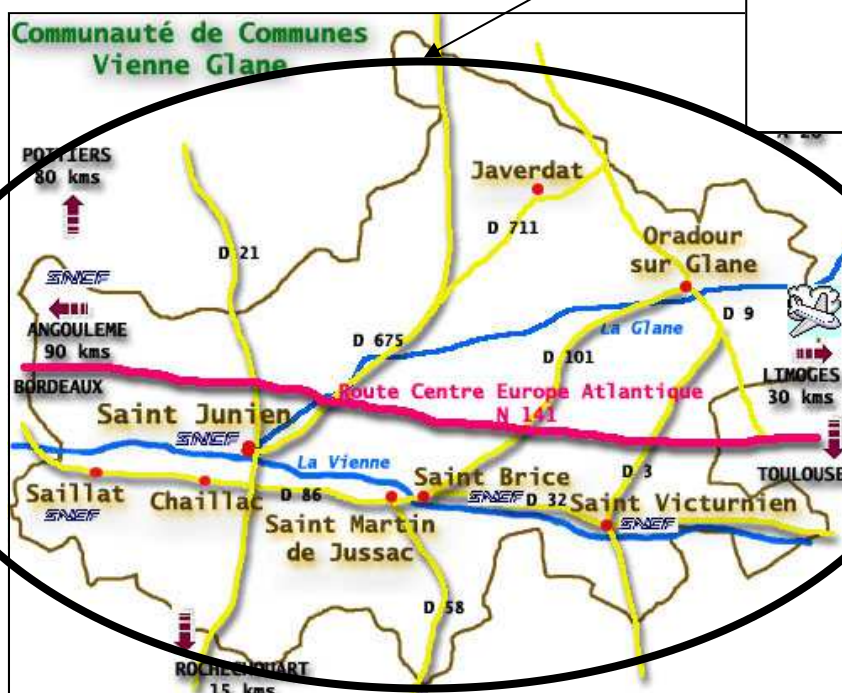 Communauté de Communes
Vienne Glane
POITIERS
80 kms
Javerdat
D 711
D 21
Oradour
sur Glane
SNCF
ANGOULEME
90 kms
D 675
La Glane
D 9
D 101
LIMOGES
30 kms
BORDEAUX
Route Centre Europe Atlantique
N 141
Saint Junien
SNCF
La Vienne
D 3
TOULOUSE
Saillat
SNCF
Chaillac
D 86
Saint Brice
SNCF
D 32
Saint Victurnien
SNCF
Saint Martin
de Jussac
D 58
ROCHECHOUART
15 kms